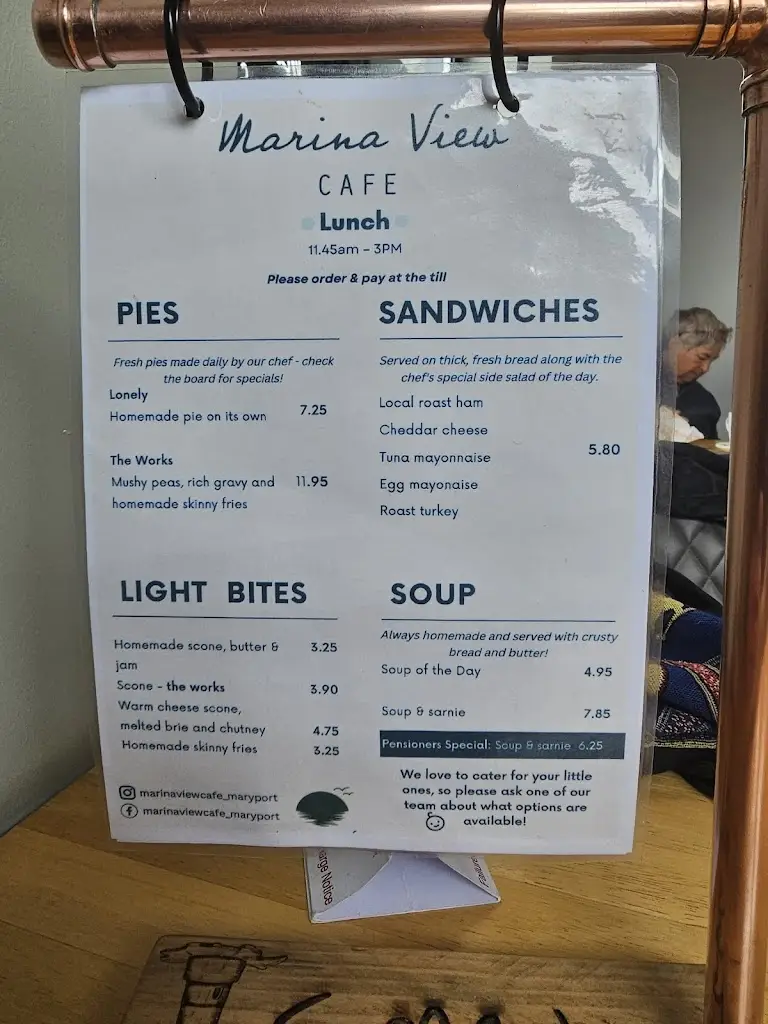 Marina View
CAFE
Lunch
11.45am - 3PM
Please order & pay at the till
PIES
Fresh pies made daily by our chef - check
the board for specials!
Lonely
Homemade pie on its own 7.25
The Works
Mushy peas, rich gravy and 11.95
homemade skinny fries
SANDWICHES
Served on thick, fresh bread along with the
chef's special side salad of the day.
Local roast ham
Cheddar cheese
Tuna mayonnaise 5.80
Egg mayonaise
Roast turkey
LIGHT BITES
Homemade scone, butter & 3.25
jam
Scone - the works 3.90
Warm cheese scone,
melted brie and chutney 4.75
Homemade skinny fries 3.25
SOUP
Always homemade and served with crusty
bread and butter!
Soup of the Day 4.95
Soup & sarnie 7.85
Pensioners Special: Soup & sarnie 6.25
We love to cater for your little
ones, so please ask one of our
team about what options are
available!
marinaviewcafe_maryport
marinaviewcafe_maryport
Notice